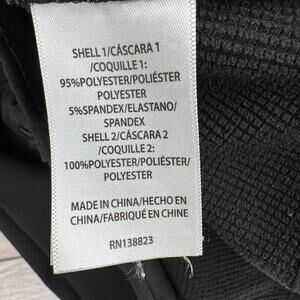 SHELL 1/CÁSCARA 1
/COQUILLE 1:
95%POLYESTER/POLIÉSTER
POLYESTER
5%SPANDEX/ELASTANO/
SPANDEX
SHELL 2/CÁSCARA 2
/COQUILLE 2:
100%POLYESTER/POLIÉSTER/
/POLYESTER
MADE IN CHINA/HECHO EN
CHINA/FABRIQUÉ EN CHINE
RN138823